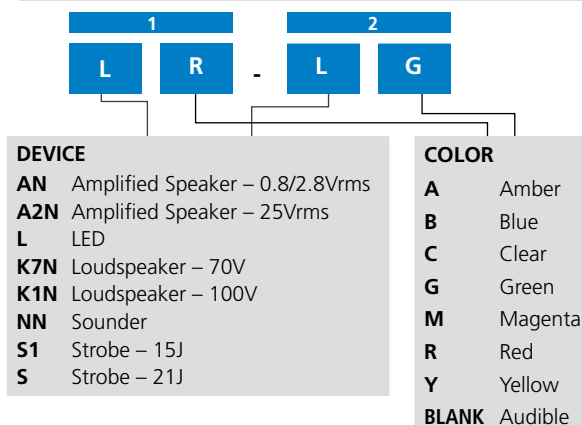 1 2
L R - L G
DEVICE
AN Amplified Speaker – 0.8/2.8Vrms
A2N Amplified Speaker – 25Vrms
L LED
K7N Loudspeaker – 70V
K1N Loudspeaker – 100V
NN Sounder
S1 Strobe – 15J
S Strobe – 21J
COLOR
A Amber
B Blue
C Clear
G Green
M Magenta
R Red
Y Yellow
BLANK Audible